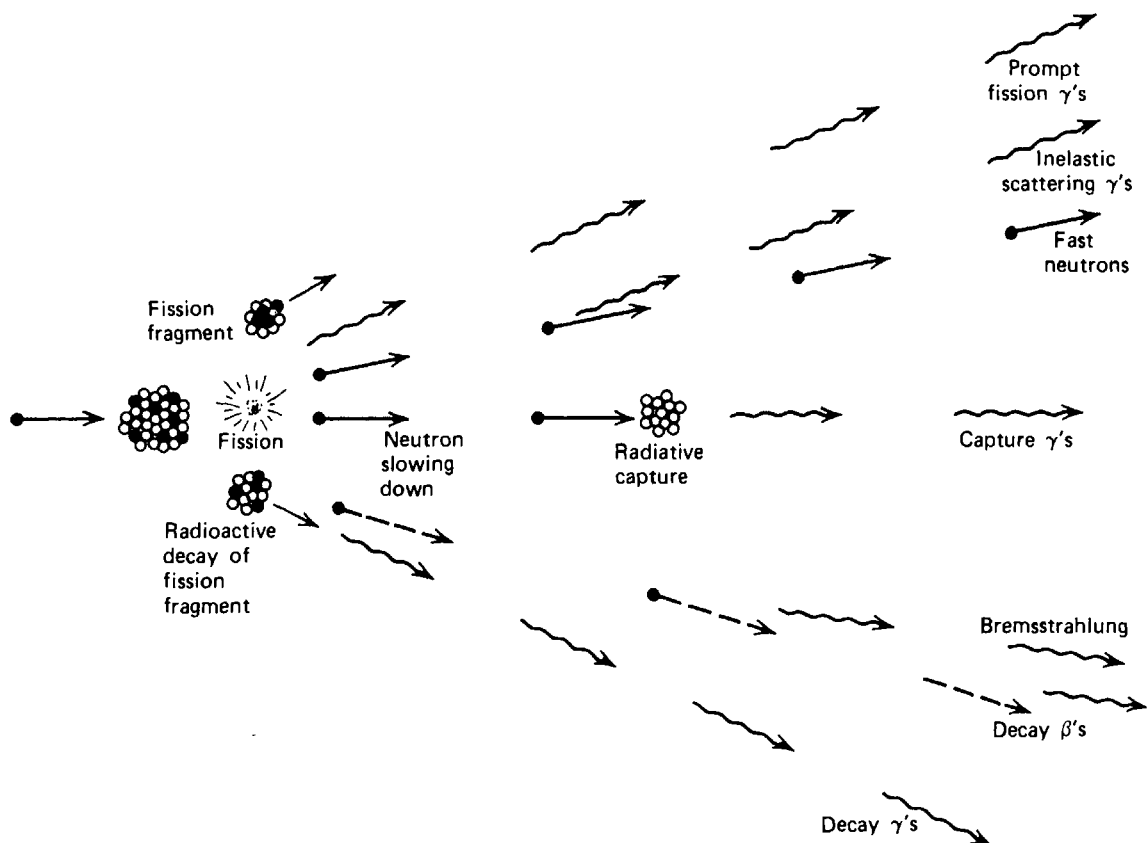 Prompt
fission γ's
Inelastic
scattering γ's
Fast
neutrons
Fission
fragment
Fission
Neutron
slowing
down
Radiative
capture
Capture γ's
Radioactive
decay of
fission
fragment
Bremsstrahlung
Decay β's
Decay γ's